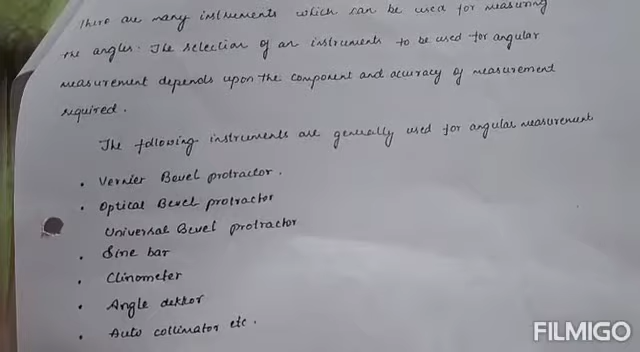 There are many instruments which can be used for measuring
the angles. The selection of an instruments to be used for angular
measurement depends upon the component and accuracy of measurement
required.
The following instruments are generally used for angular measurement
• Vernier Bevel protractor.
• Optical Bevel protractor
Universal Bevel protractor
• Sine bar
• Clinometer
• Angle dekkor
• Auto collimator etc.
FILMIGO